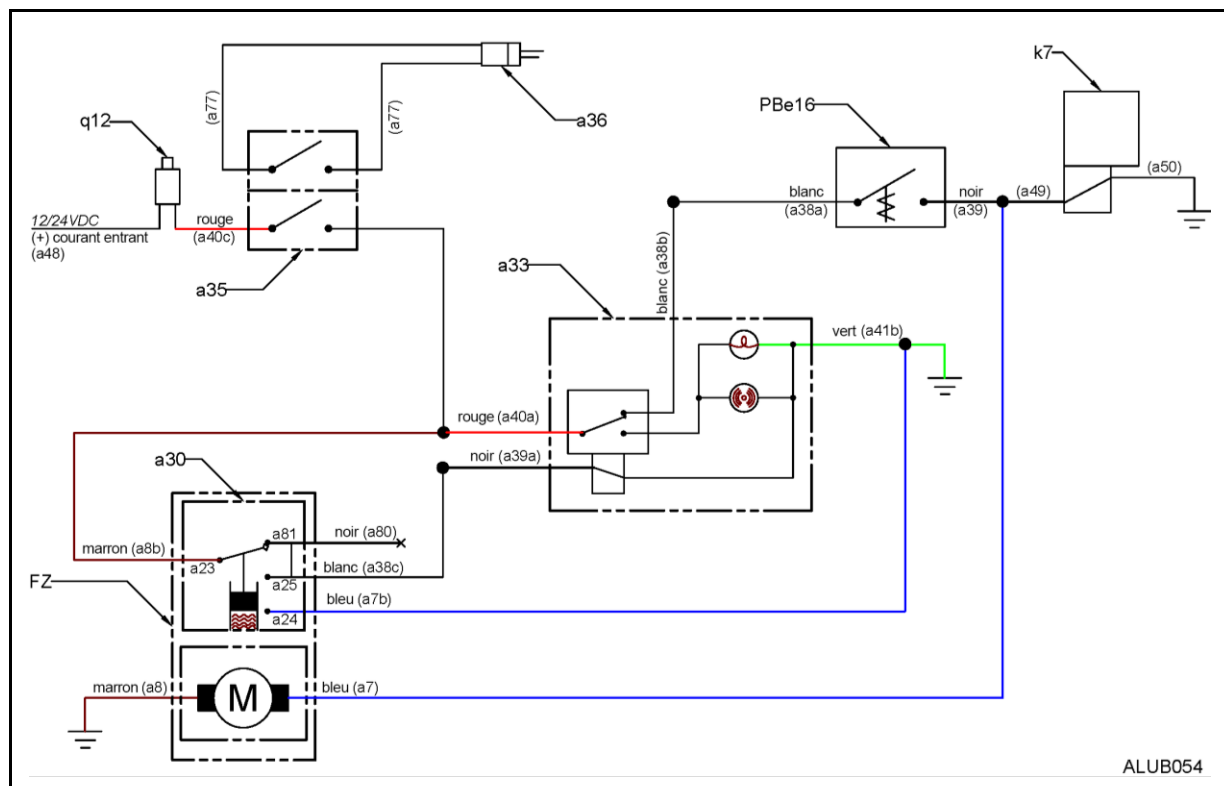 k7
q12
(a77)
(a77)
a36
PBe16
12/24VDC
(+) courant entrant
(a48)
rouge
(a40c)
a35
blanc
(a38a)
noir
(a39)
(a49)
(a50)
blanc (a38b)
a33
vert (a41b)
rouge (a40a)
noir (a39a)
a30
marron (a8b)
a23
a81
noir (a80)
a25
blanc (a38c)
FZ
a24
bleu (a7b)
marron (a8)
M
bleu (a7)
ALUB054